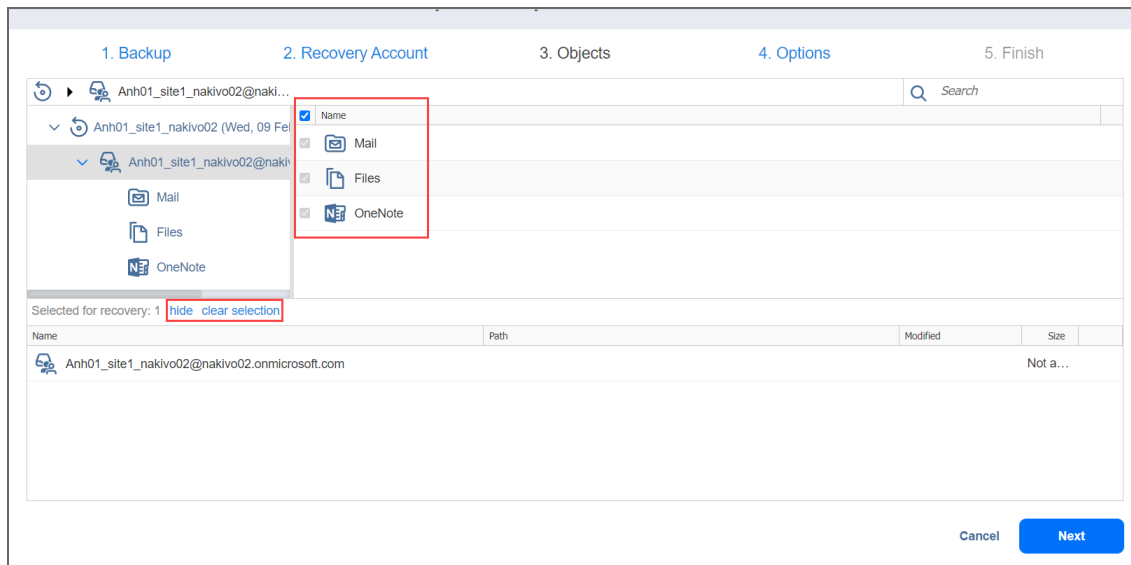 1. Backup 2. Recovery Account 3. Objects 4. Options 5. Finish
Anh01_site1_nakivo02@naki... Search
Anh01_site1_nakivo02 (Wed, 09 Fel
Anh01_site1_nakivo02@nakiv
Mail
Files
OneNote
Name
Mail
Files
OneNote
Selected for recovery: 1 hide clear selection
Name Path Modified Size
Anh01_site1_nakivo02@nakivo02.onmicrosoft.com Not a...
Cancel Next